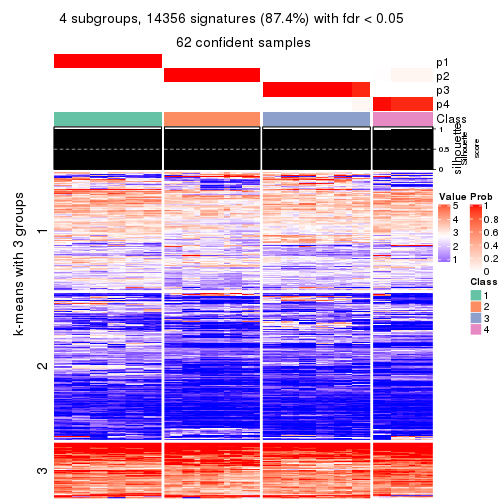 4 subgroups, 14356 signatures (87.4%) with fdr < 0.05
62 confident samples
p1
p2
p3
p4
Class
1
0.5
0
silhouette
Silhouette
score
k-means with 3 groups
1
2
3
Value
5
4
3
2
1
Prob
1
0.8
0.6
0.4
0.2
0
Class
1
2
3
4